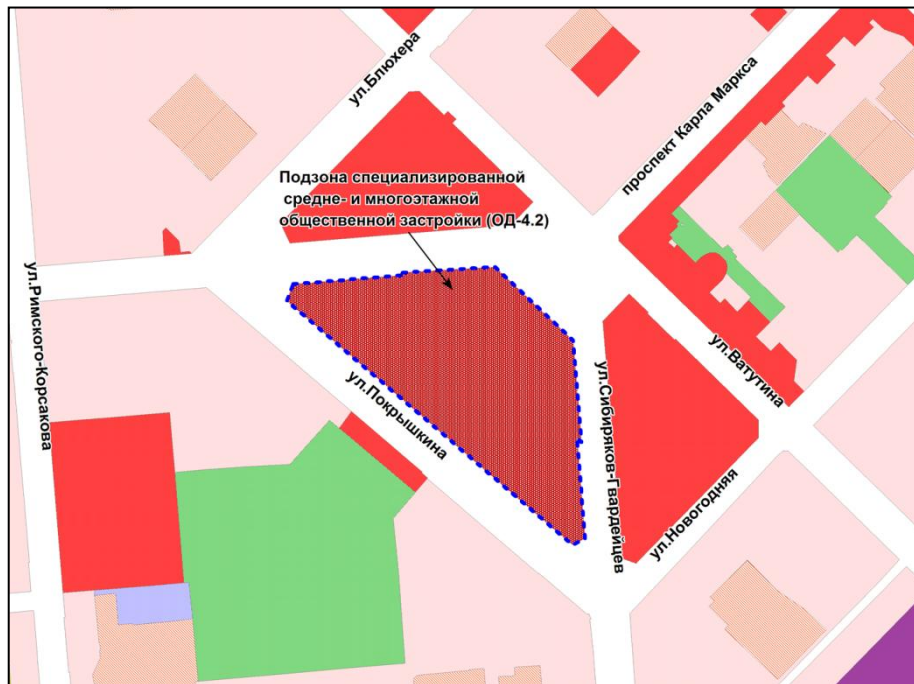 ул.Блюхера
проспект Карла Маркса
Подзона специализированной
средне- и многоэтажной
общественной застройки (ОД-4.2)
ул.Римского-Корсакова
ул.Покрышкина
ул.Сибиряков-Гвардейцев
ул.Ватутина
ул.Новогодняя